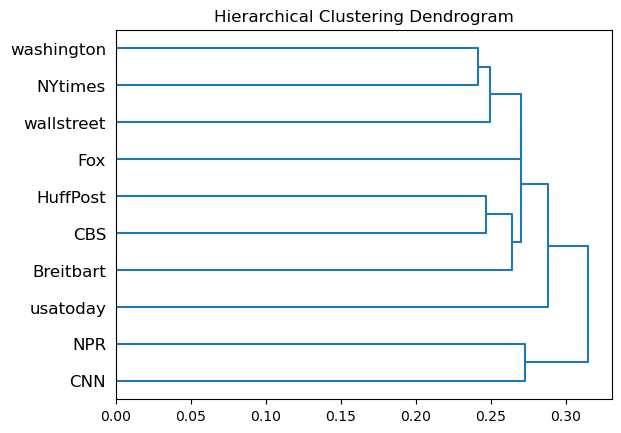 Hierarchical Clustering Dendrogram
washington
NYtimes
wallstreet
Fox
HuffPost
CBS
Breitbart
usatoday
NPR
CNN
0.00 0.05 0.10 0.15 0.20 0.25 0.30